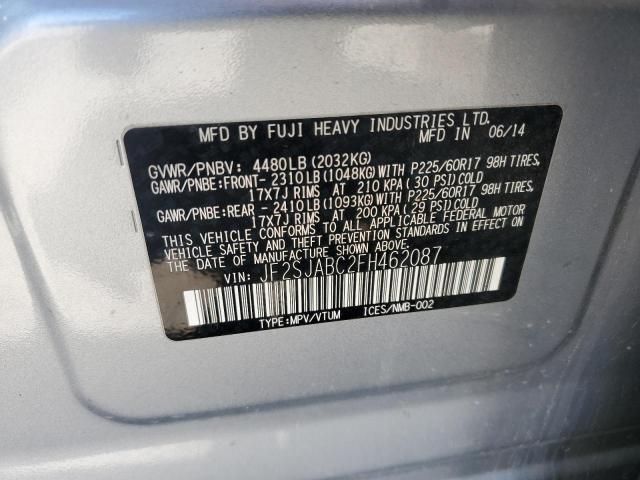 MFD BY FUJI HEAVY INDUSTRIES LTD.
MFD IN 06/14
GVWR/PNBV: 4480LB (2032KG)
GAWR/PNBE:FRONT- 2310LB (1048KG) WITH P225/60R17 98H TIRES,
17X7J RIMS AT 210 KPA (30 PSI) COLD
GAWR/PNBE:REAR - 2410LB (1093KG) WITH P225/60R17 98H TIRES,
17X7J RIMS AT 200 KPA (29 PSI) COLD
THIS VEHICLE CONFORMS TO ALL APPLICABLE FEDERAL MOTOR
VEHICLE SAFETY AND THEFT PREVENTION STANDARDS IN EFFECT ON
THE DATE OF MANUFACTURE SHOWN ABOVE.
VIN: JF2SJABC2FH462087
TYPE:MPV/VTUM ICES/NMB-002